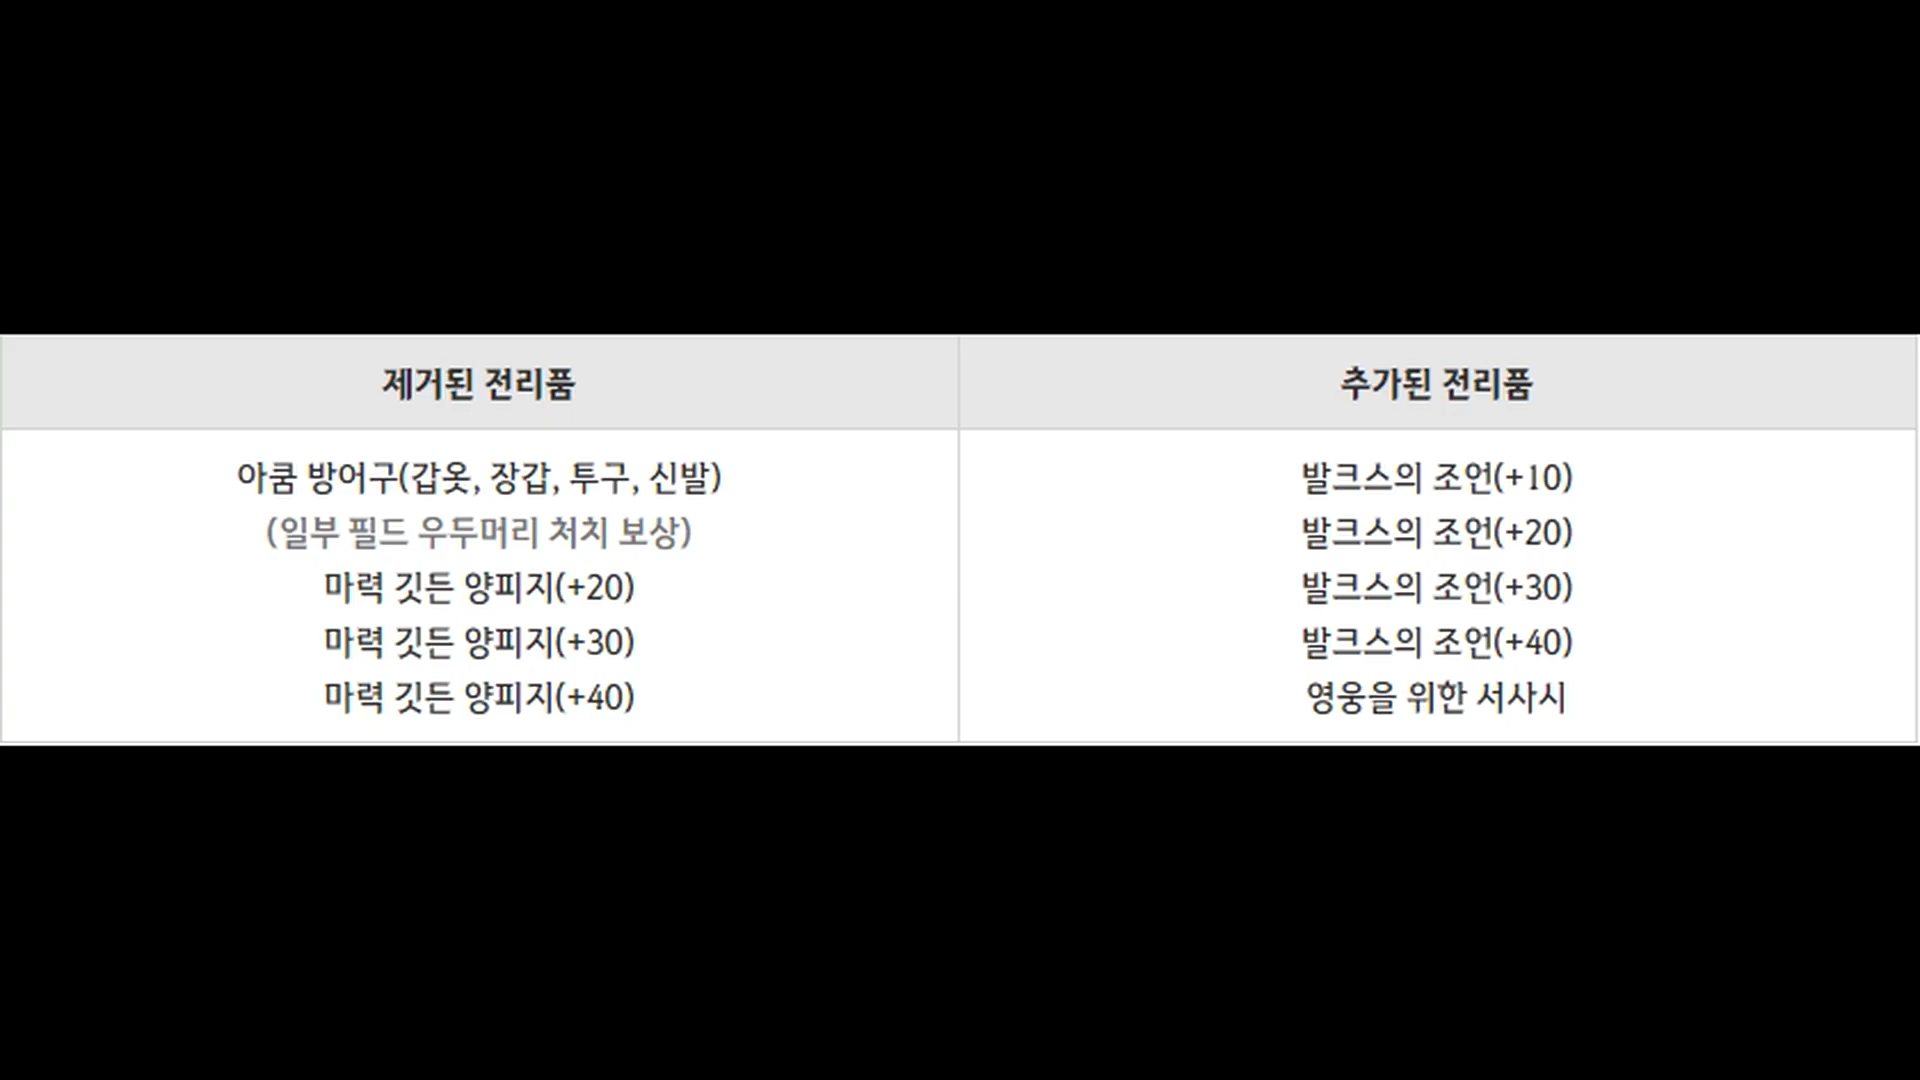 제거된 전리품
추가된 전리품
아쿰 방어구(갑옷, 장갑, 투구, 신발)
(일부 필드 우두머리 처치 보상)
마력 깃든 양피지(+20)
마력 깃든 양피지(+30)
마력 깃든 양피지(+40)
발크스의 조언(+10)
발크스의 조언(+20)
발크스의 조언(+30)
발크스의 조언(+40)
영웅을 위한 서사시